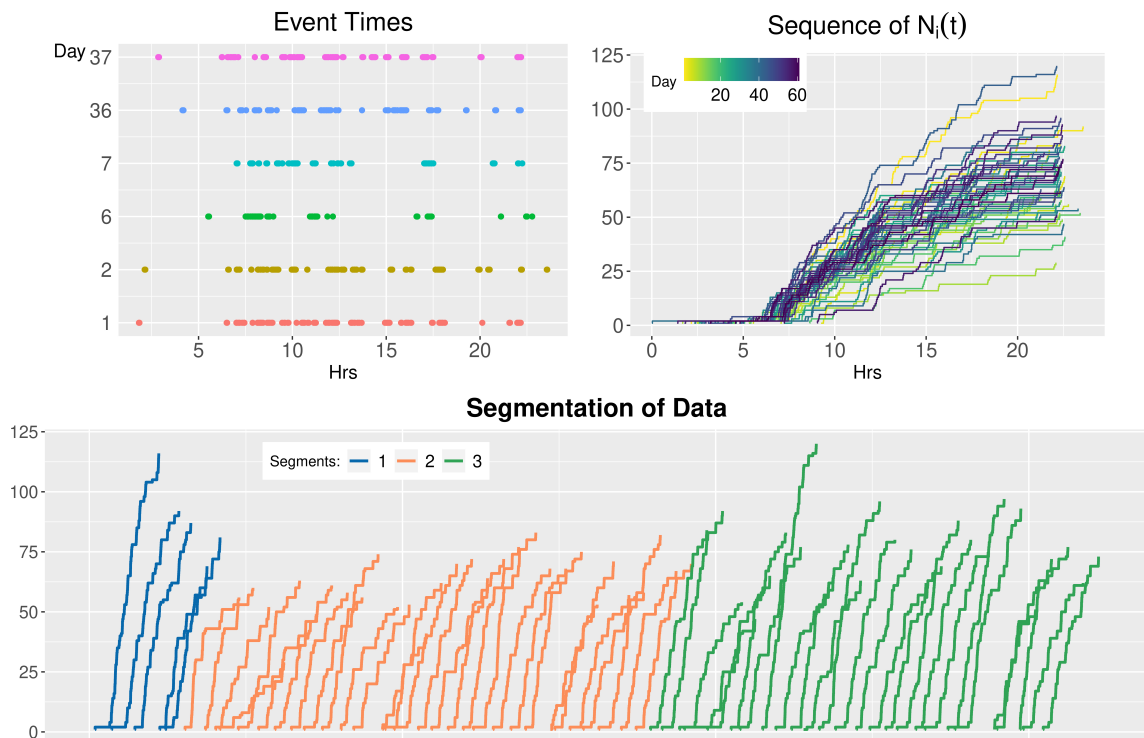 Event Times
Day
37
36
7
6
2
1
5 10 15 20
Hrs
Sequence of Nᵢ(t)
Day
20 40 60
125
100
75
50
25
0
0 5 10 15 20
Hrs
Segmentation of Data
Segments: 1 2 3
125
100
75
50
25
0